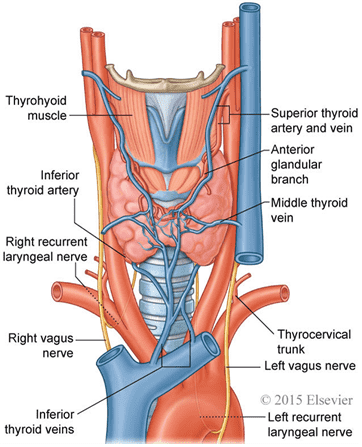 Thyrohyoid
muscle
Superior thyroid
artery and vein
Anterior
glandular
branch
Inferior
thyroid artery
Middle thyroid
vein
Right recurrent
laryngeal nerve
Right vagus
nerve
Thyrocervical
trunk
Left vagus nerve
© 2015 Elsevier
Inferior
thyroid veins
Left recurrent
laryngeal nerve